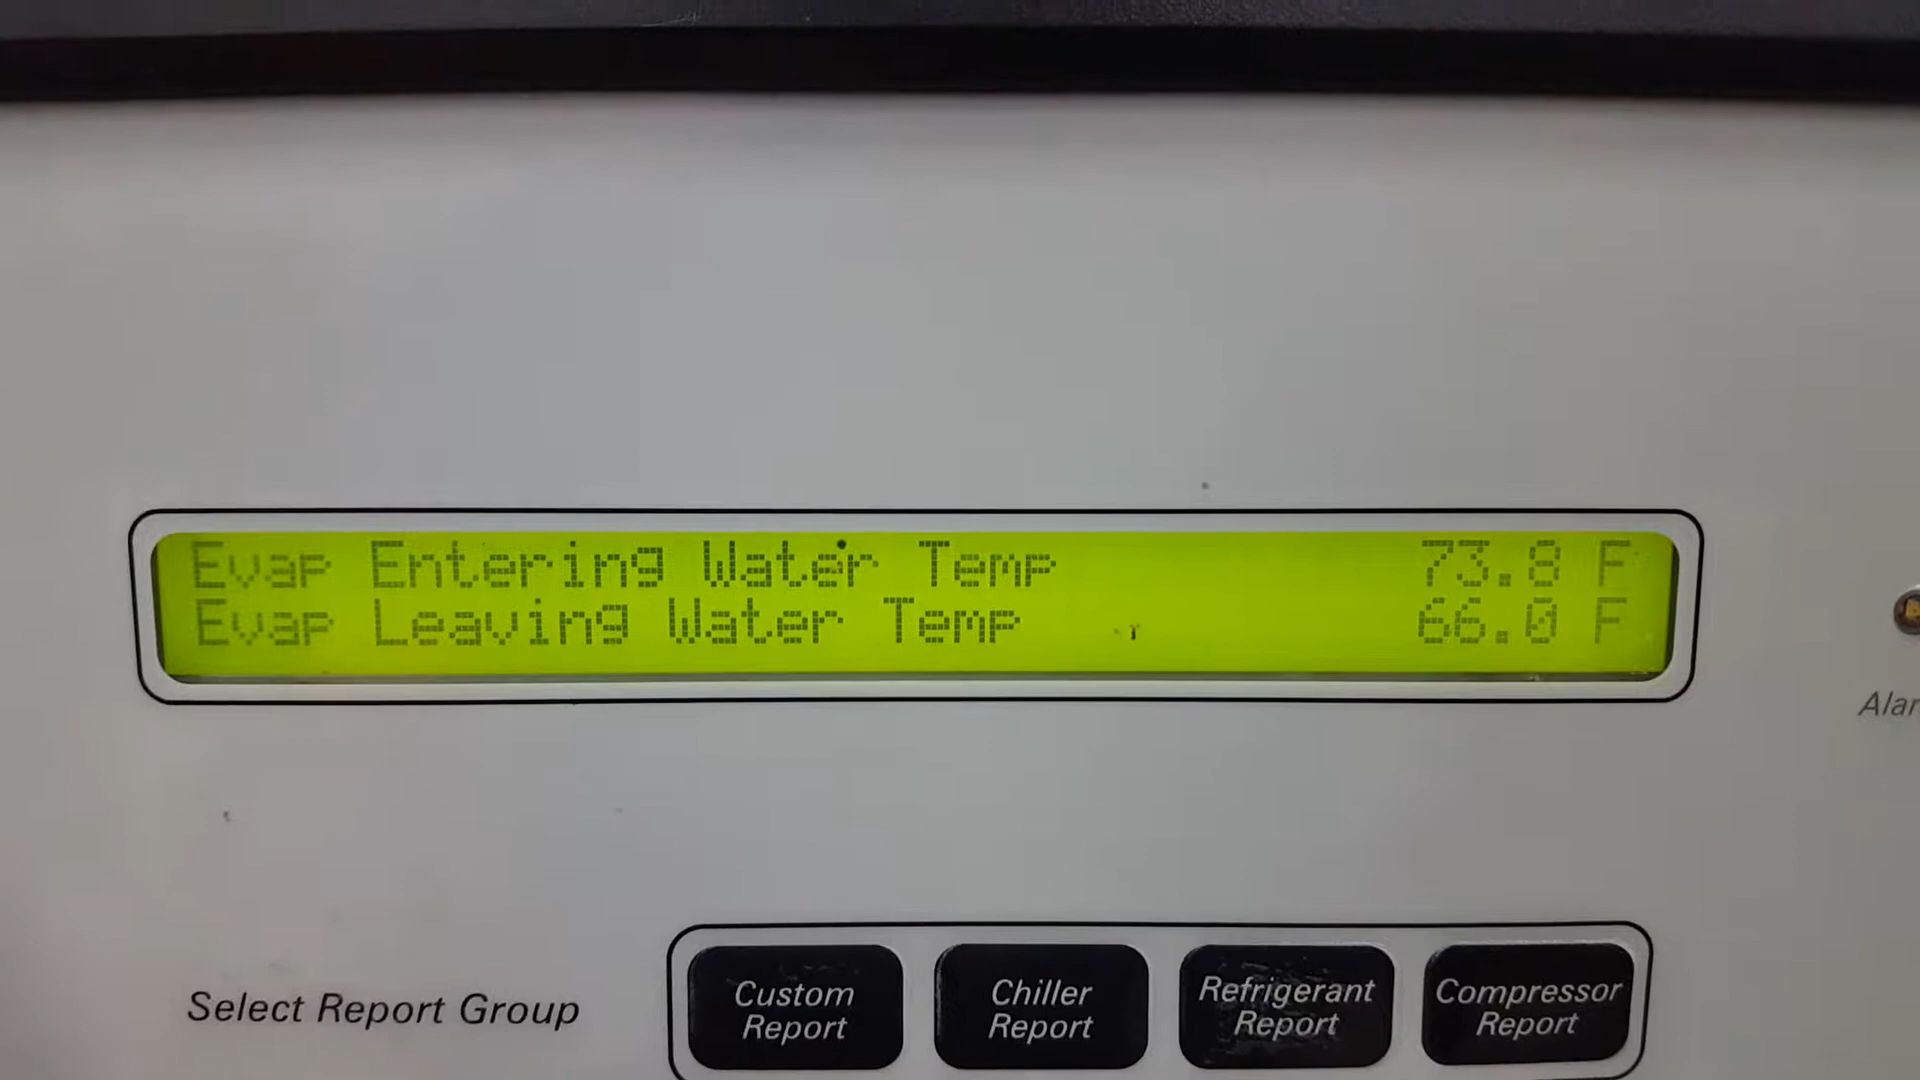 Evap Entering Water Temp 73.8 F
Evap Leaving Water Temp 66.0 F
Select Report Group
Custom Report
Chiller Report
Refrigerant Report
Compressor Report